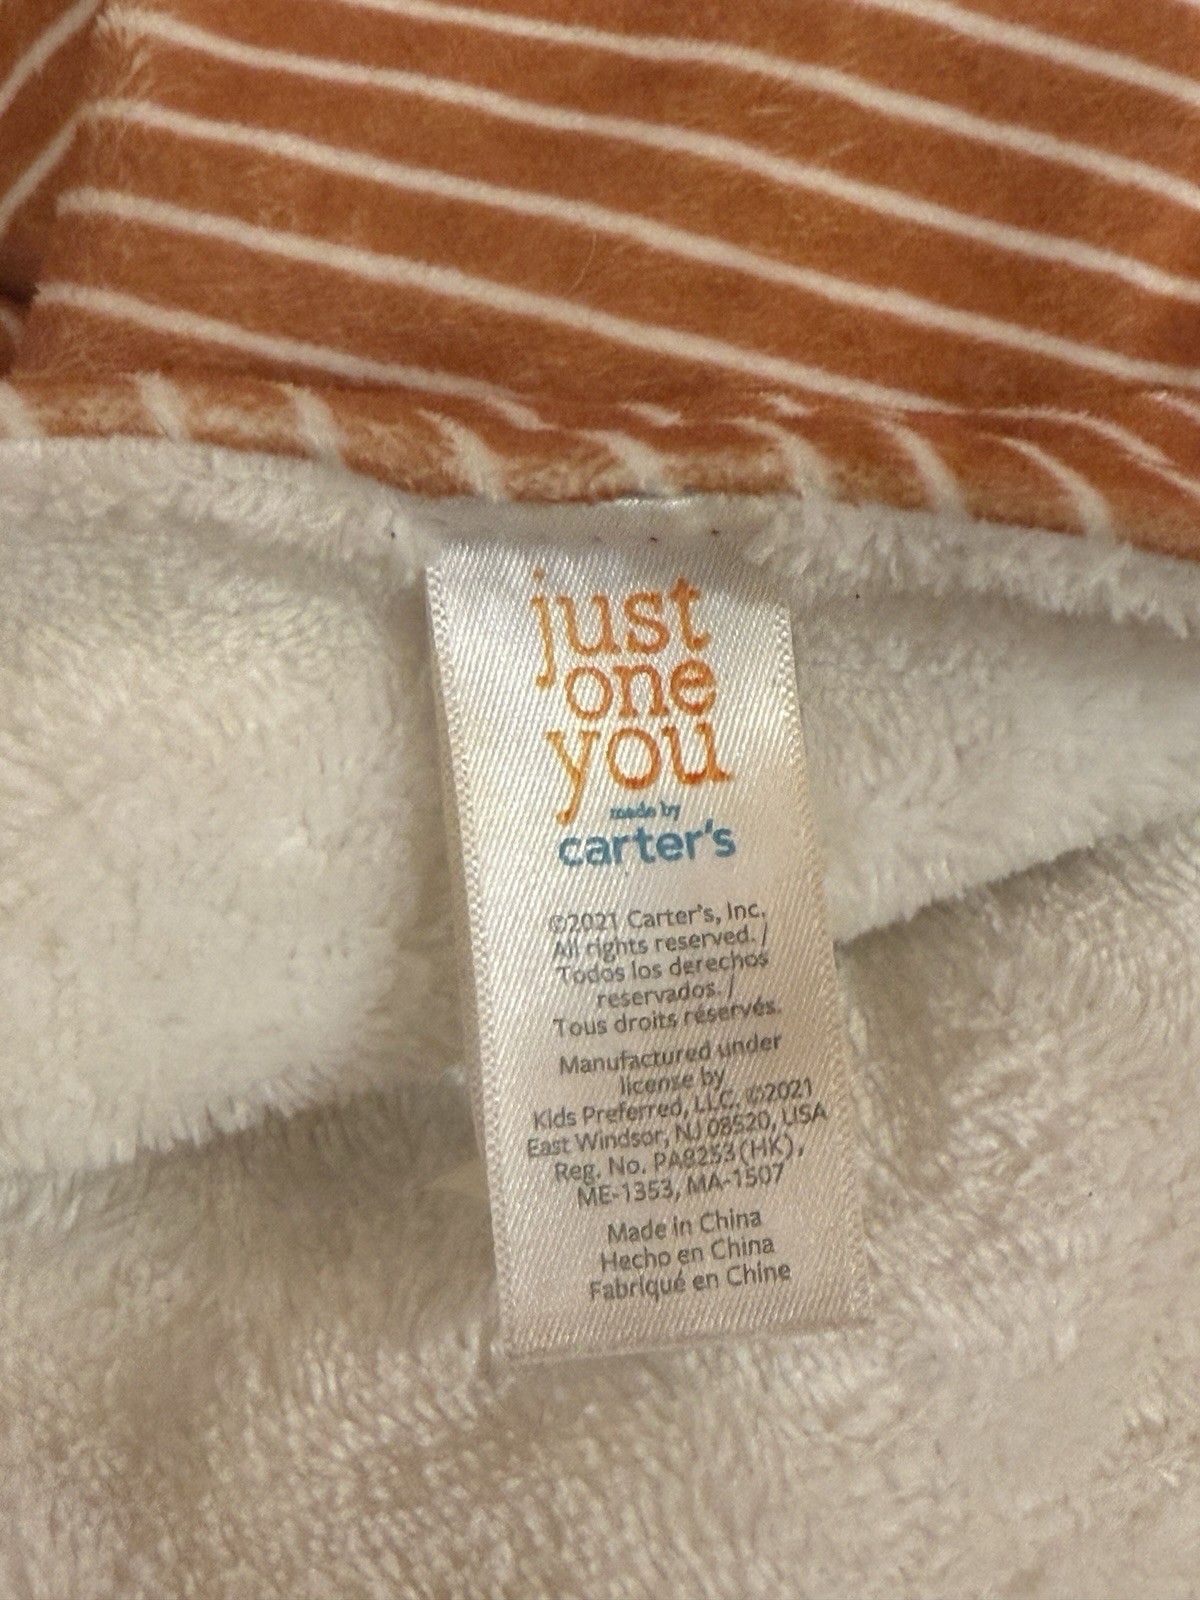 just
one
you
made by
carter's
©2021 Carter's, Inc.
All rights reserved. /
Todos los derechos
reservados. /
Tous droits réservés.
Manufactured under
license by
Kids Preferred, LLC. ©2021
East Windsor, NJ 08520, USA
Reg. No. PA8253(HK),
ME-1353, MA-1507
Made in China
Hecho en China
Fabriqué en Chine